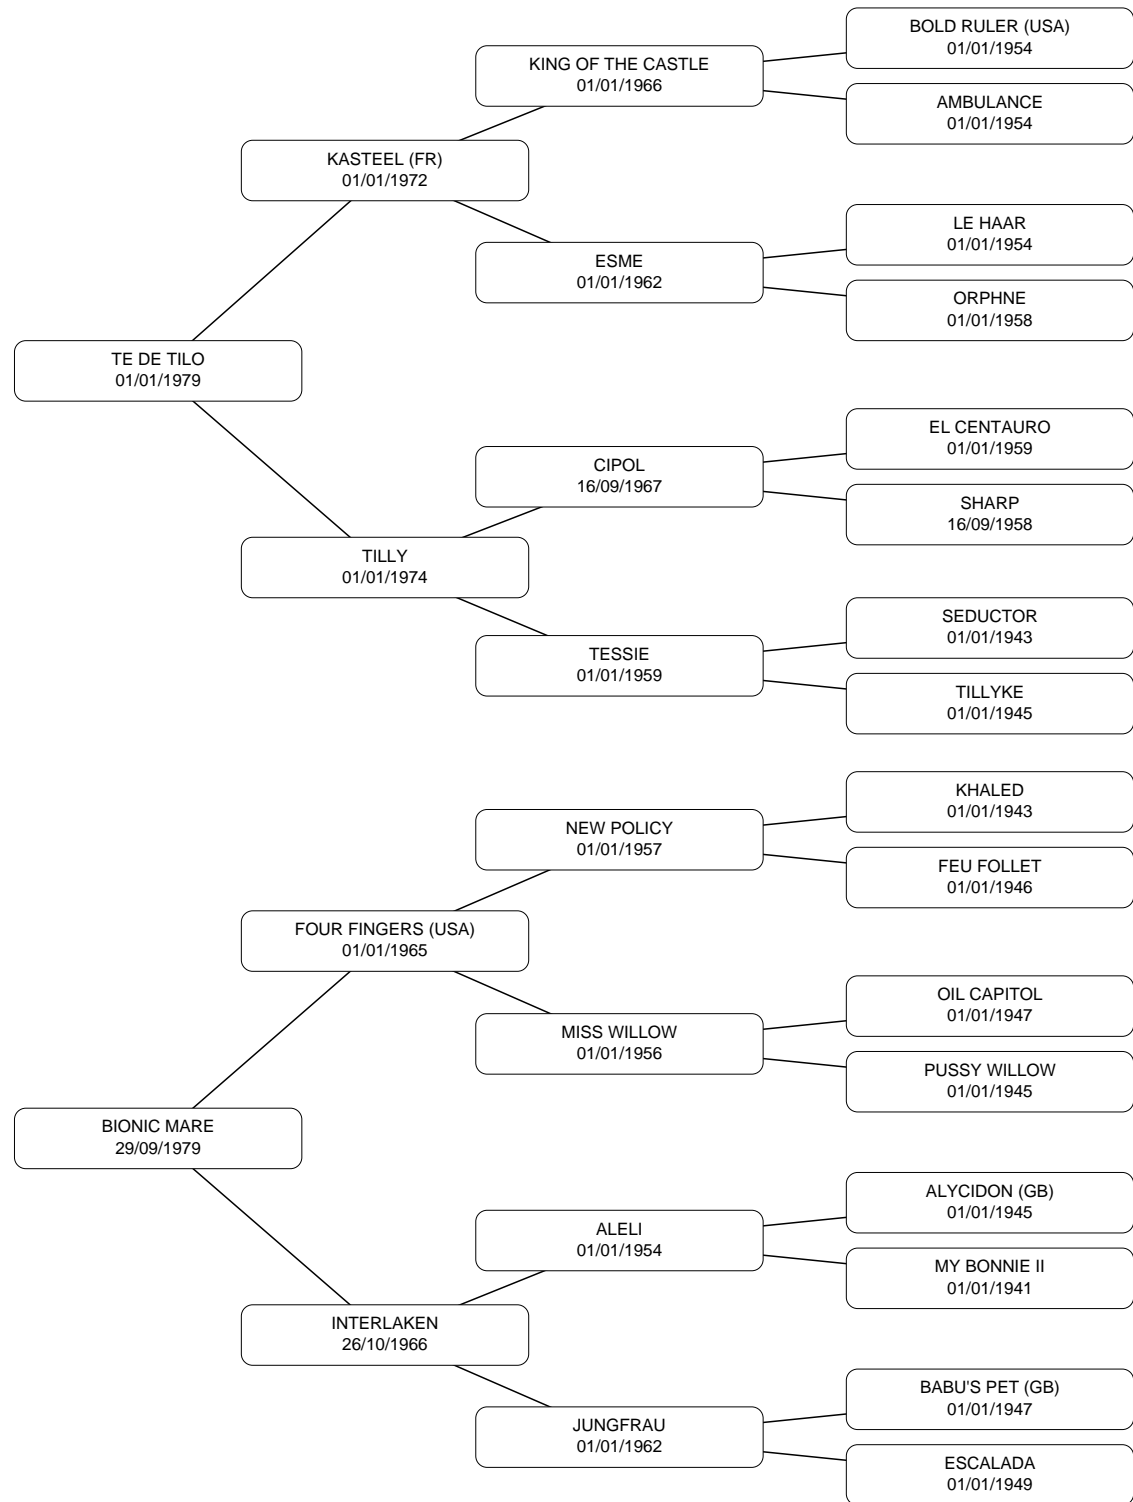 BOLD RULER (USA)
01/01/1954
KING OF THE CASTLE
01/01/1966
AMBULANCE
01/01/1954
KASTEEL (FR)
01/01/1972
LE HAAR
01/01/1954
ESME
01/01/1962
ORPHNE
01/01/1958
TE DE TILO
01/01/1979
EL CENTAURO
01/01/1959
CIPOL
16/09/1967
SHARP
16/09/1958
TILLY
01/01/1974
SEDUCTOR
01/01/1943
TESSIE
01/01/1959
TILLYKE
01/01/1945
KHALED
01/01/1943
NEW POLICY
01/01/1957
FEU FOLLET
01/01/1946
FOUR FINGERS (USA)
01/01/1965
OIL CAPITOL
01/01/1947
MISS WILLOW
01/01/1956
PUSSY WILLOW
01/01/1945
BIONIC MARE
29/09/1979
ALYCIDON (GB)
01/01/1945
ALELI
01/01/1954
MY BONNIE II
01/01/1941
INTERLAKEN
26/10/1966
BABU'S PET (GB)
01/01/1947
JUNGFRAU
01/01/1962
ESCALADA
01/01/1949